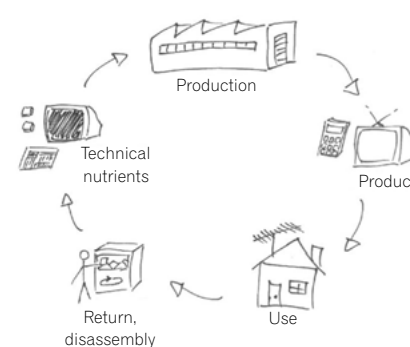 Production
Technical
nutrients
Produc
Use
Return,
disassembly